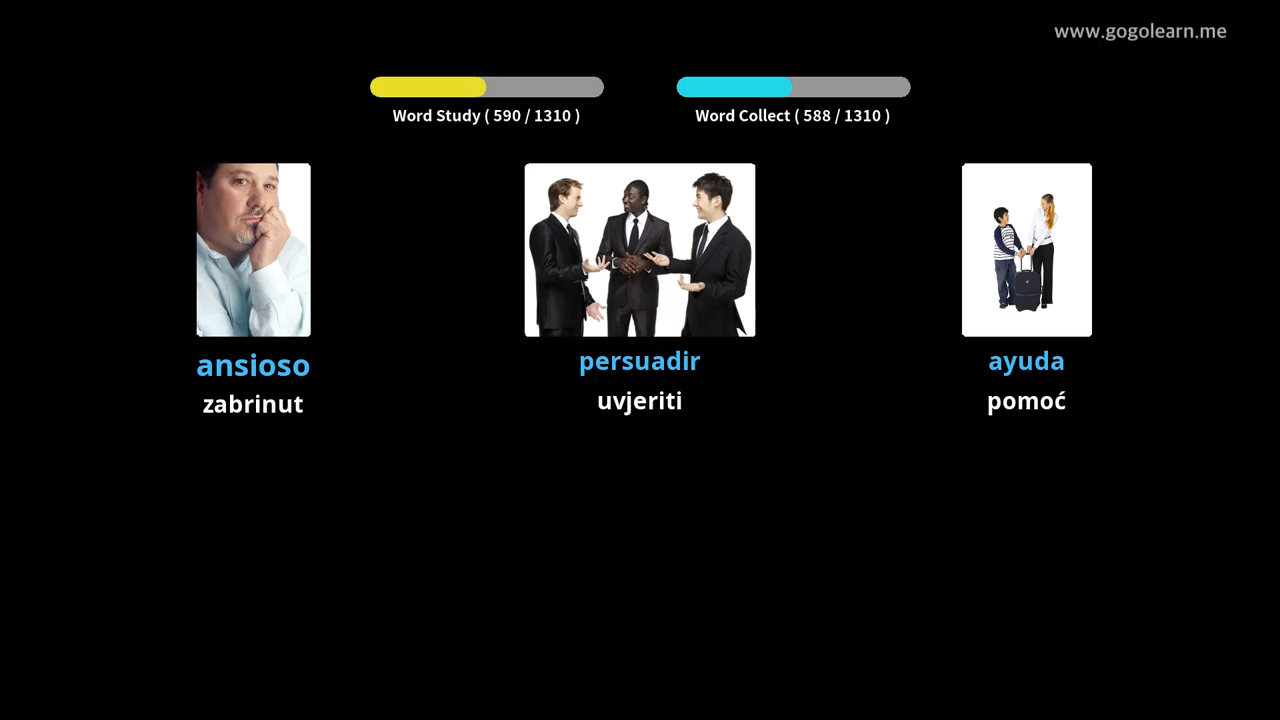 www.gogolearn.me
Word Study ( 590 / 1310 )
Word Collect ( 588 / 1310 )
ansioso
zabrinut
persuadir
uvjeriti
ayuda
pomoć